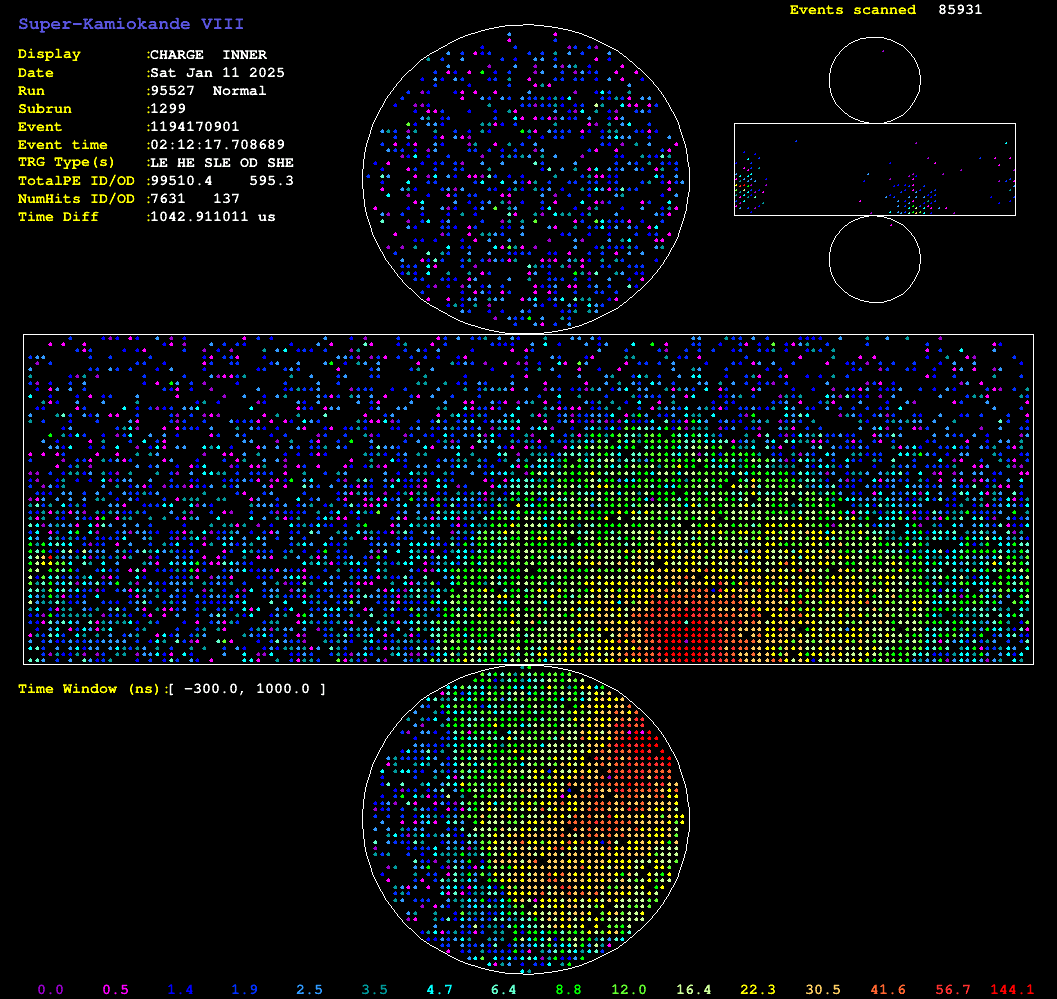 Super-Kamiokande VIII
Events scanned 85931
Display :CHARGE INNER
Date :Sat Jan 11 2025
Run :95527 Normal
Subrun :1299
Event :1194170901
Event time :02:12:17.708689
TRG Type(s) :LE HE SLE OD SHE
TotalPE ID/OD :99510.4 595.3
NumHits ID/OD :7631 137
Time Diff :1042.911011 us
Time Window (ns):[ -300.0, 1000.0 ]
0.0 0.5 1.4 1.9 2.5 3.5 4.7 6.4 8.8 12.0 16.4 22.3 30.5 41.6 56.7 144.1